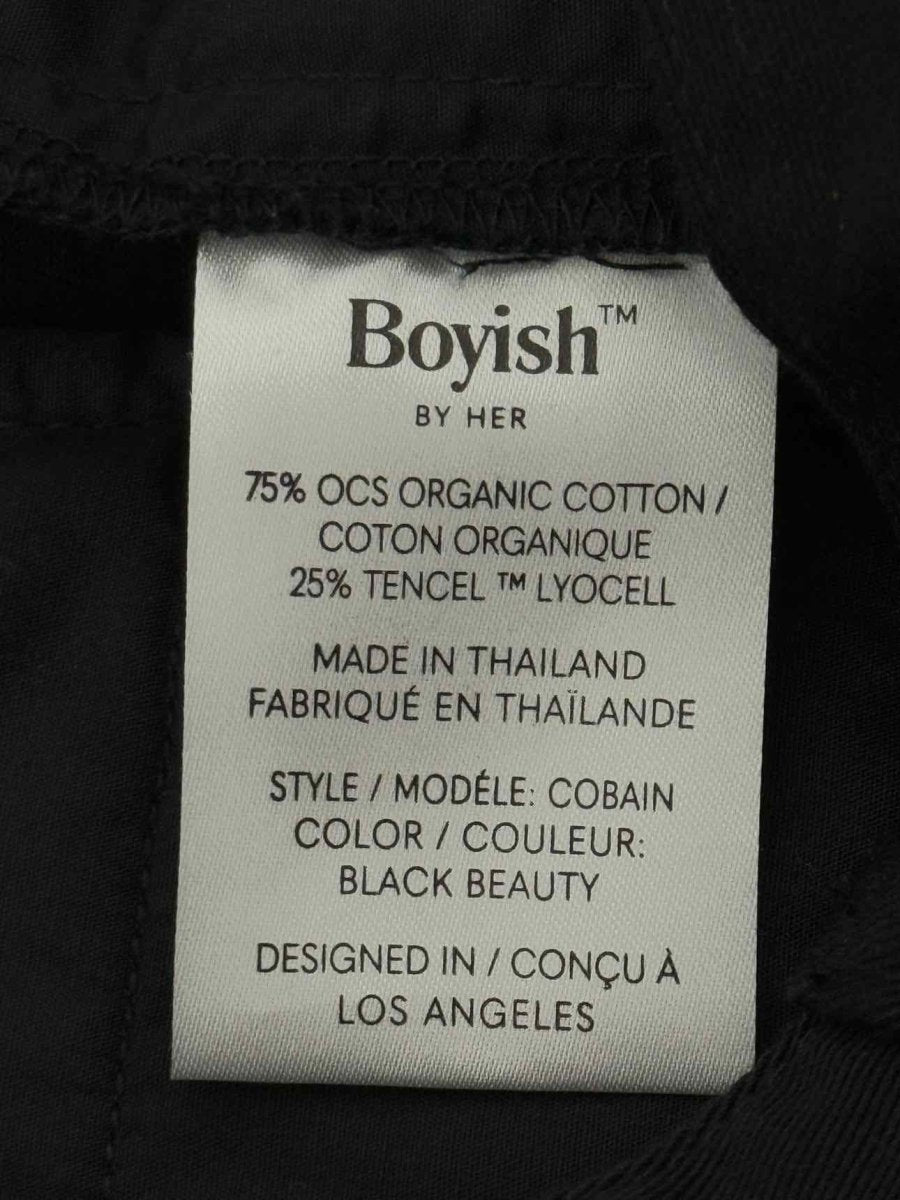 Boyish™
BY HER
75% OCS ORGANIC COTTON /
COTON ORGANIQUE
25% TENCEL ™ LYOCELL
MADE IN THAILAND
FABRIQUÉ EN THAÏLANDE
STYLE / MODÉLE: COBAIN
COLOR / COULEUR:
BLACK BEAUTY
DESIGNED IN / CONÇU À
LOS ANGELES